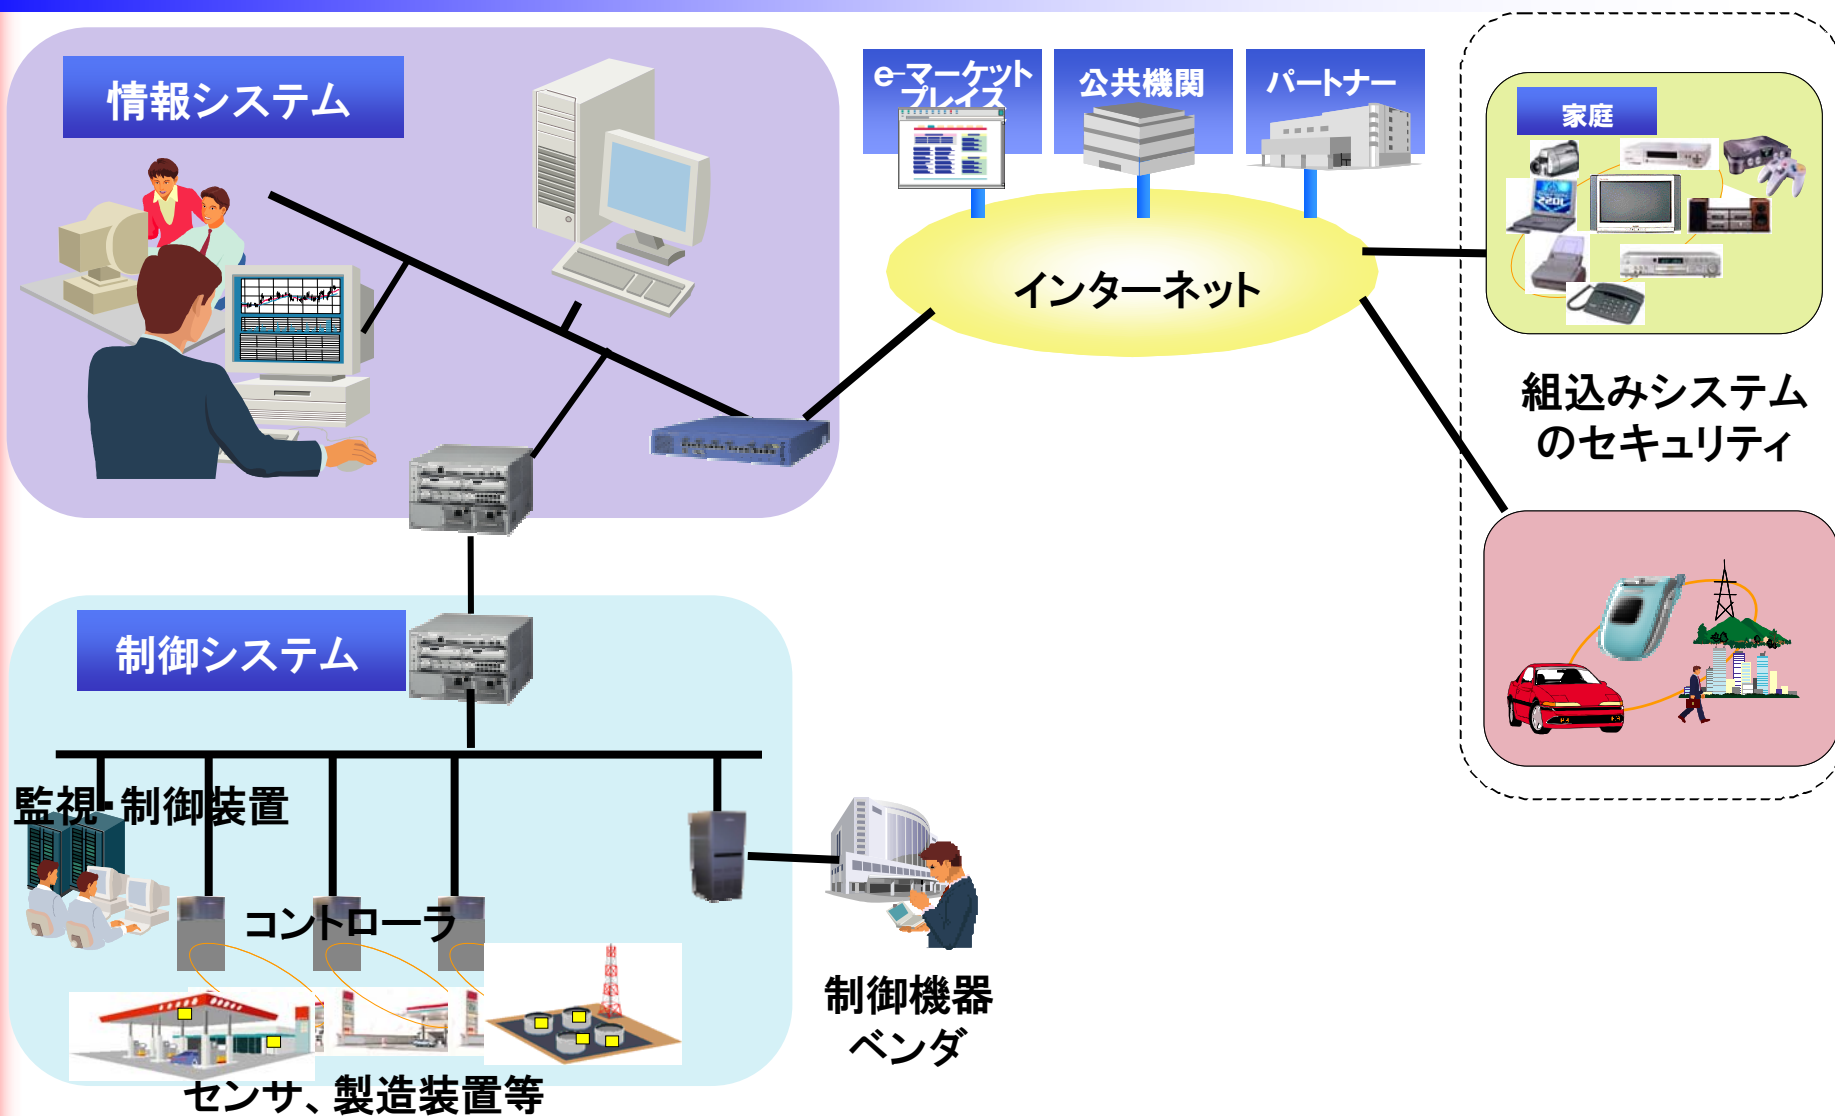 情報システム
e-マーケット
プレイス
公共機関
パートナー
家庭
インターネット
組込みシステム
のセキュリティ
制御システム
監視・制御装置
コントローラ
制御機器
ベンダ
センサ、製造装置等